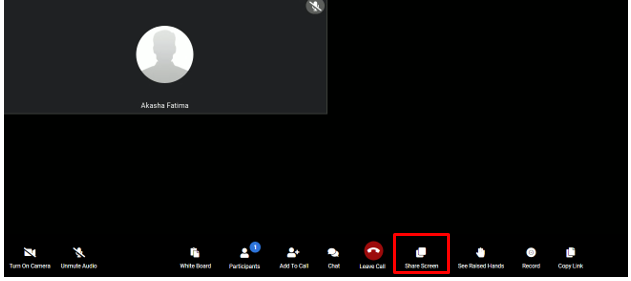 Akasha Fatima
1
Turn On Camera
Unmute Audio
White Board
Participants
Add To Call
Chat
Leave Call
Share Screen
See Raised Hands
Record
Copy Link